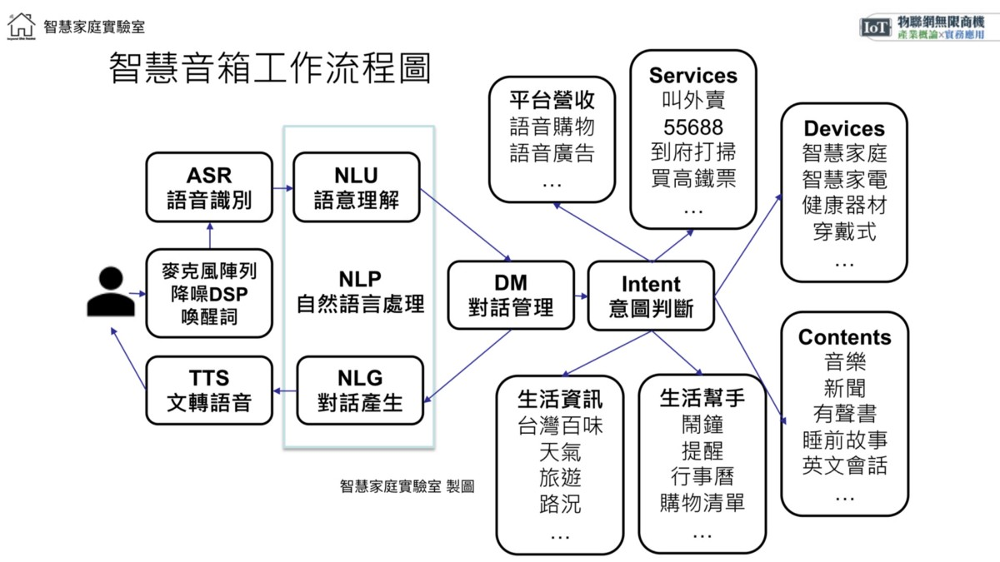 智慧家庭實驗室
IoT
物聯網無限商機
產業概論×實務應用
智慧音箱工作流程圖
ASR
語音識別
NLU
語意理解
麥克風陣列
降噪DSP
喚醒詞
NLP
自然語言處理
TTS
文轉語音
NLG
對話產生
DM
對話管理
Intent
意圖判斷
平台營收
語音購物
語音廣告
...
Services
叫外賣
55688
到府打掃
買高鐵票
...
Devices
智慧家庭
智慧家電
健康器材
穿戴式
...
Contents
音樂
新聞
有聲書
睡前故事
英文會話
...
生活資訊
台灣百味
天氣
旅遊
路況
...
生活幫手
鬧鐘
提醒
行事曆
購物清單
...
智慧家庭實驗室 製圖